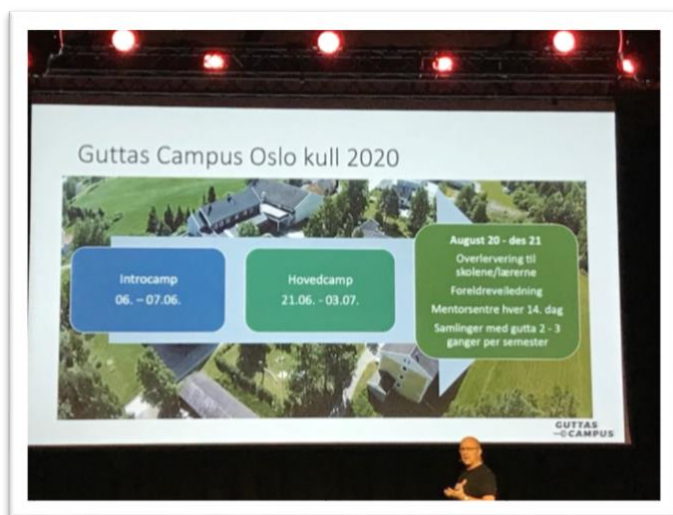 Guttas Campus Oslo kull 2020
Introcamp
06. – 07.06.
Hovedcamp
21.06. - 03.07.
August 20 - des 21
Overlervering til
skolene/lærerne
Foreldreveiledning
Mentorsentre hver 14. dag
Samlinger med gutta 2 - 3
ganger per semester
GUTTAS
CAMPUS